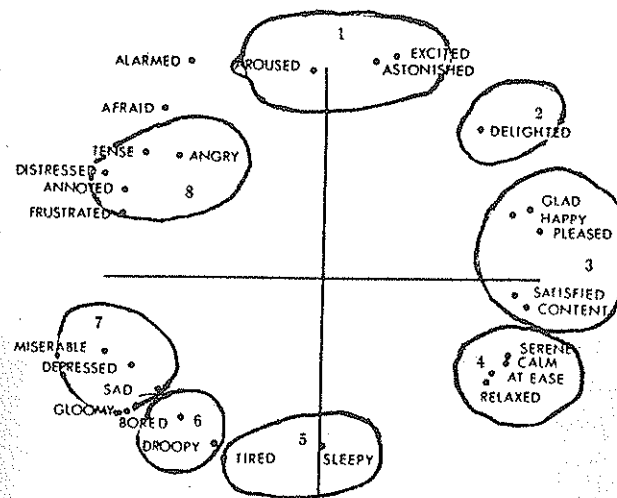 1
EXCITED
ALARMED
AROUSED
ASTONISHED
AFRAID
2
DELIGHTED
TENSE
ANGRY
DISTRESSED
ANNOYED
8
FRUSTRATED
GLAD
HAPPY
PLEASED
3
SATISFIED
CONTENT
7
MISERABLE
DEPRESSED
SAD
GLOOMY
BORED
6
DROOPY
4
SERENE
CALM
AT EASE
RELAXED
5
TIRED
SLEEPY